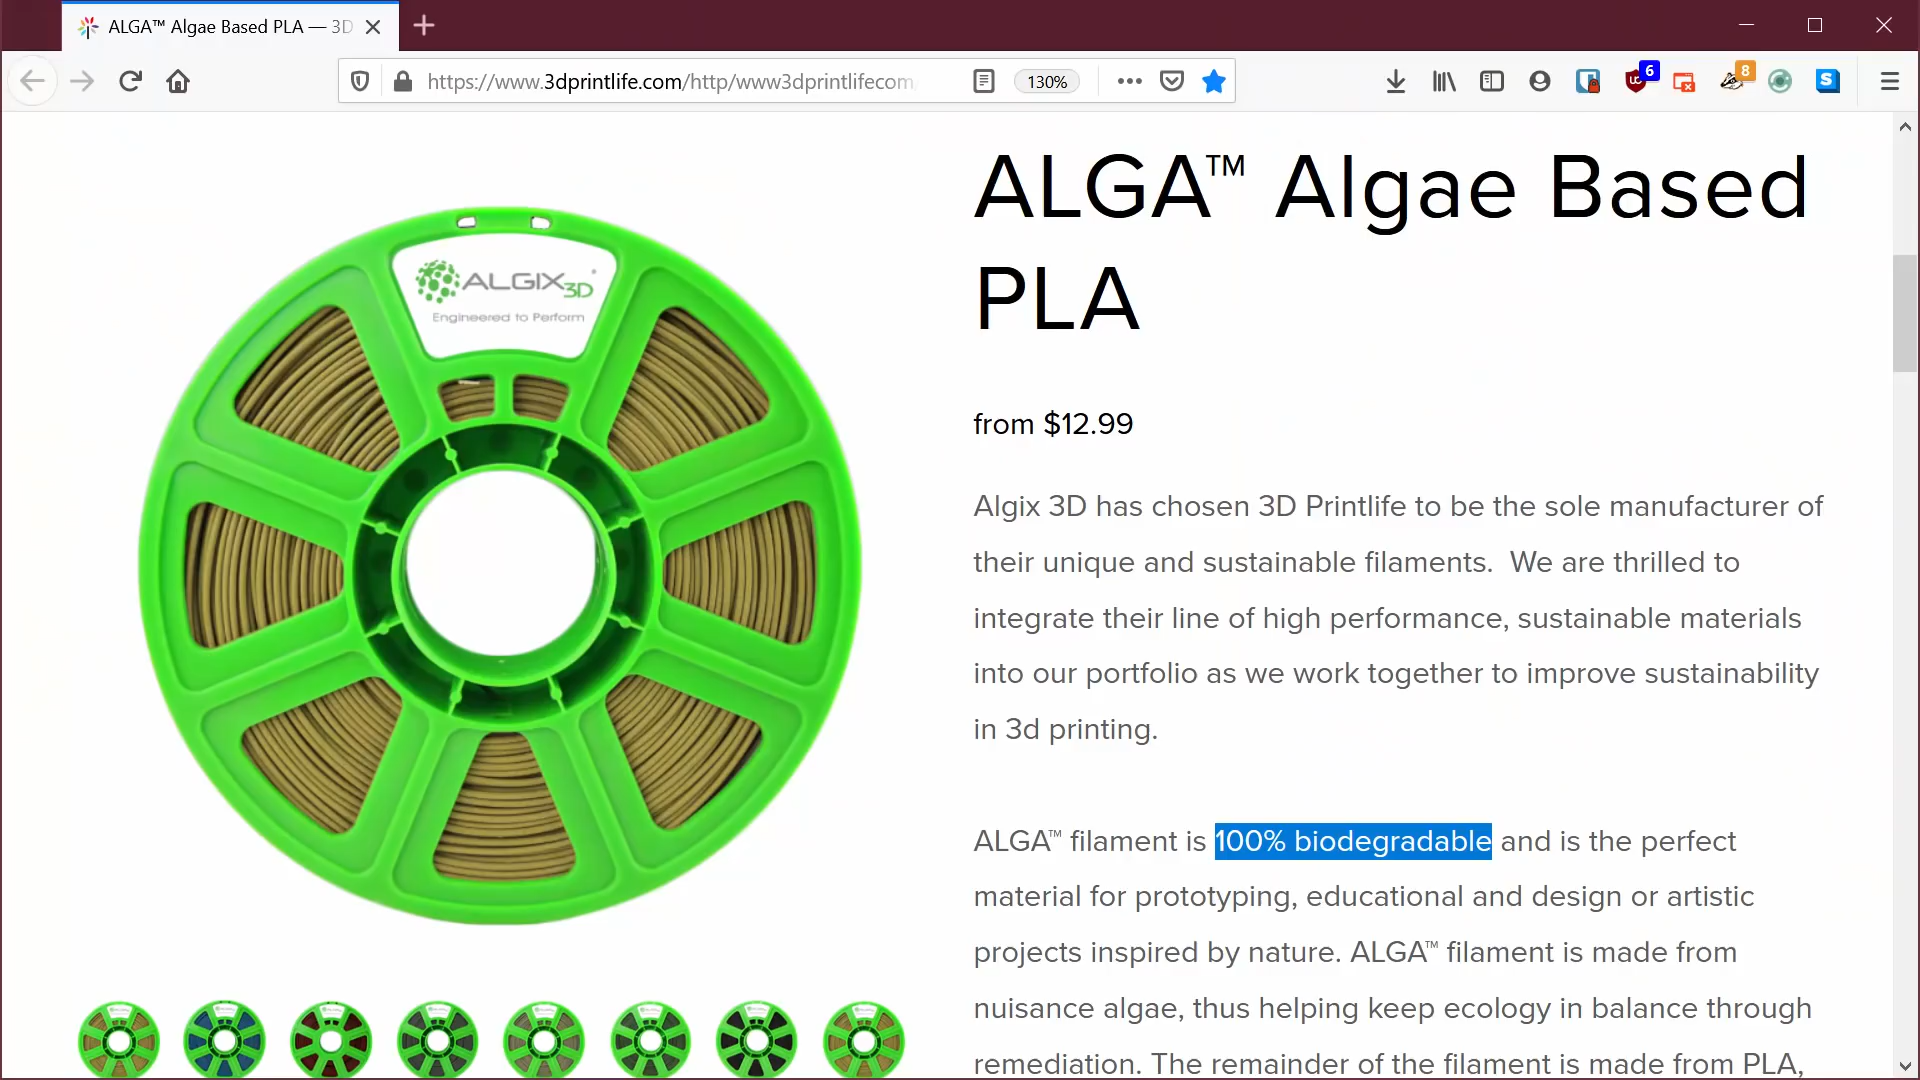 ALGA™ Algae Based PLA — 3D
https://www.3dprintlife.com/http/www3dprintlifecom
130%
6
8
S
ALGA™ Algae Based
PLA
ALGIX3D
Engineered to Perform
from $12.99
Algix 3D has chosen 3D Printlife to be the sole manufacturer of
their unique and sustainable filaments. We are thrilled to
integrate their line of high performance, sustainable materials
into our portfolio as we work together to improve sustainability
in 3d printing.
ALGA™ filament is 100% biodegradable and is the perfect
material for prototyping, educational and design or artistic
projects inspired by nature. ALGA™ filament is made from
nuisance algae, thus helping keep ecology in balance through
remediation. The remainder of the filament is made from PLA,